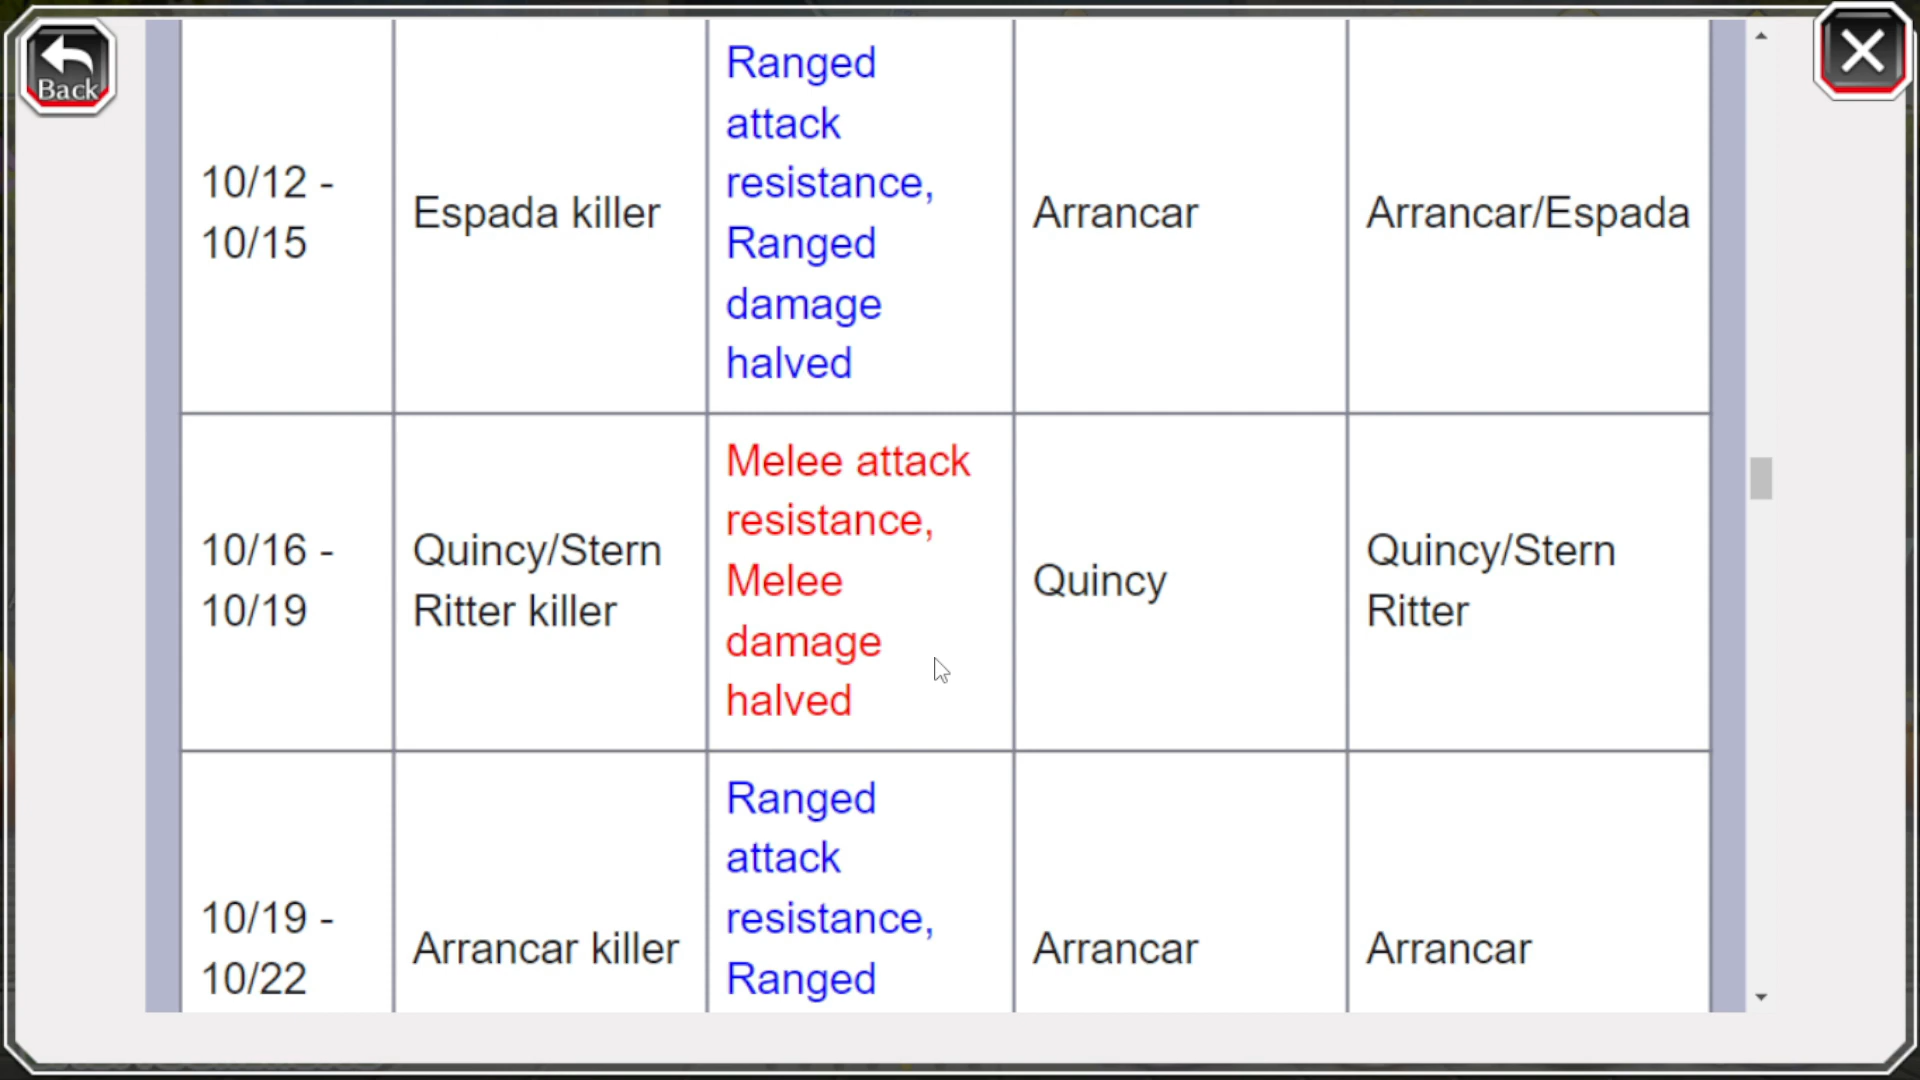 Back
10/12 -
10/15
Espada killer
Ranged
attack
resistance,
Ranged
damage
halved
Arrancar
Arrancar/Espada
10/16 -
10/19
Quincy/Stern
Ritter killer
Melee attack
resistance,
Melee
damage
halved
Quincy
Quincy/Stern
Ritter
10/19 -
10/22
Arrancar killer
Ranged
attack
resistance,
Ranged
Arrancar
Arrancar